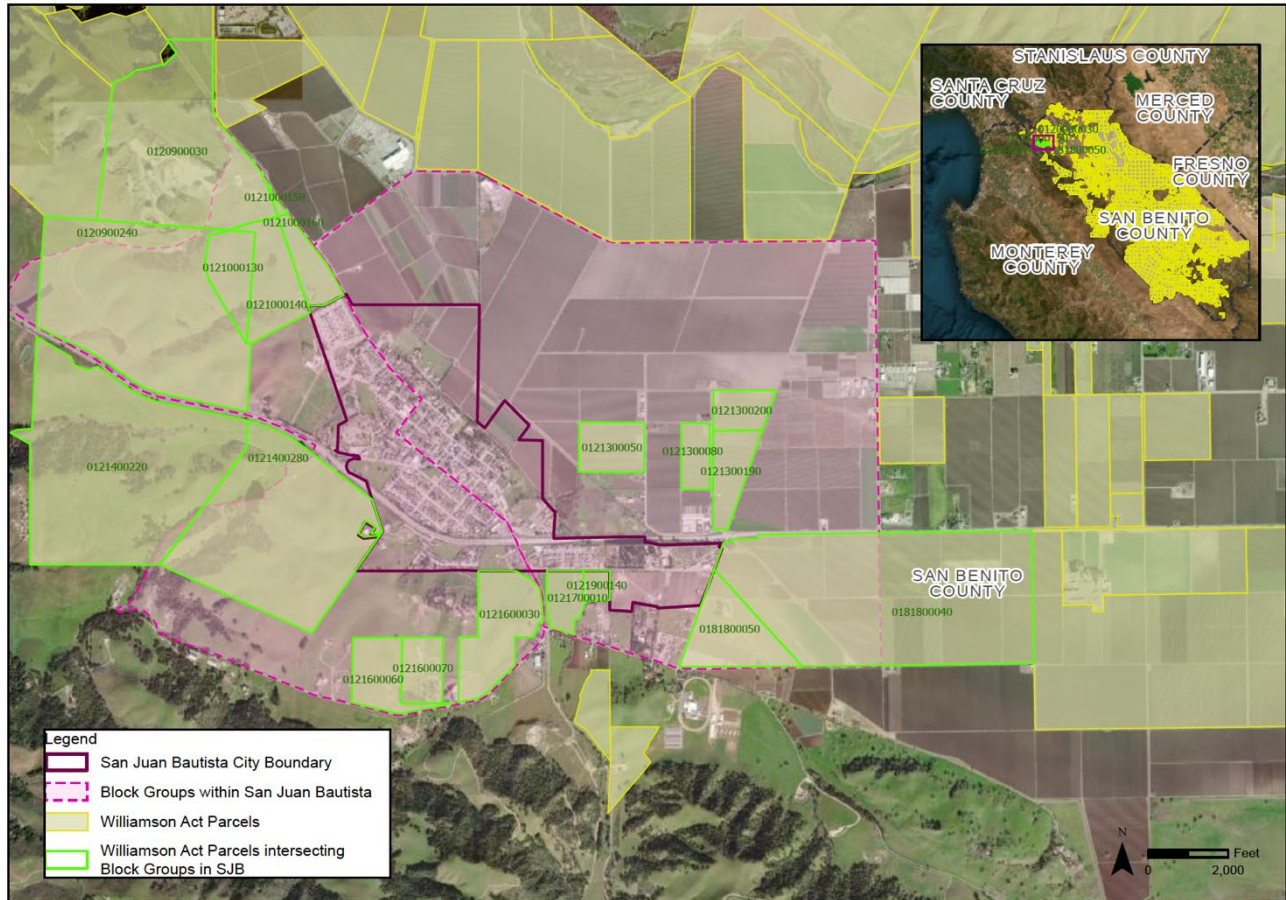 STANISLAUS COUNTY
SANTA CRUZ
COUNTY
MERCED
COUNTY
FRESNO
COUNTY
SAN BENITO
COUNTY
MONTEREY
COUNTY
0120900030
0121000150
0121000160
0120900240
0121000130
0121000140
0121400220
0121400280
0121300200
0121300050
0121300080
0121300190
SAN BENITO
COUNTY
0121900140
0121700010
0121600030
0181800040
0181800050
0121600070
0121600060
Legend
San Juan Bautista City Boundary
Block Groups within San Juan Bautista
Williamson Act Parcels
Williamson Act Parcels intersecting
Block Groups in SJB
N
Feet
0
2,000